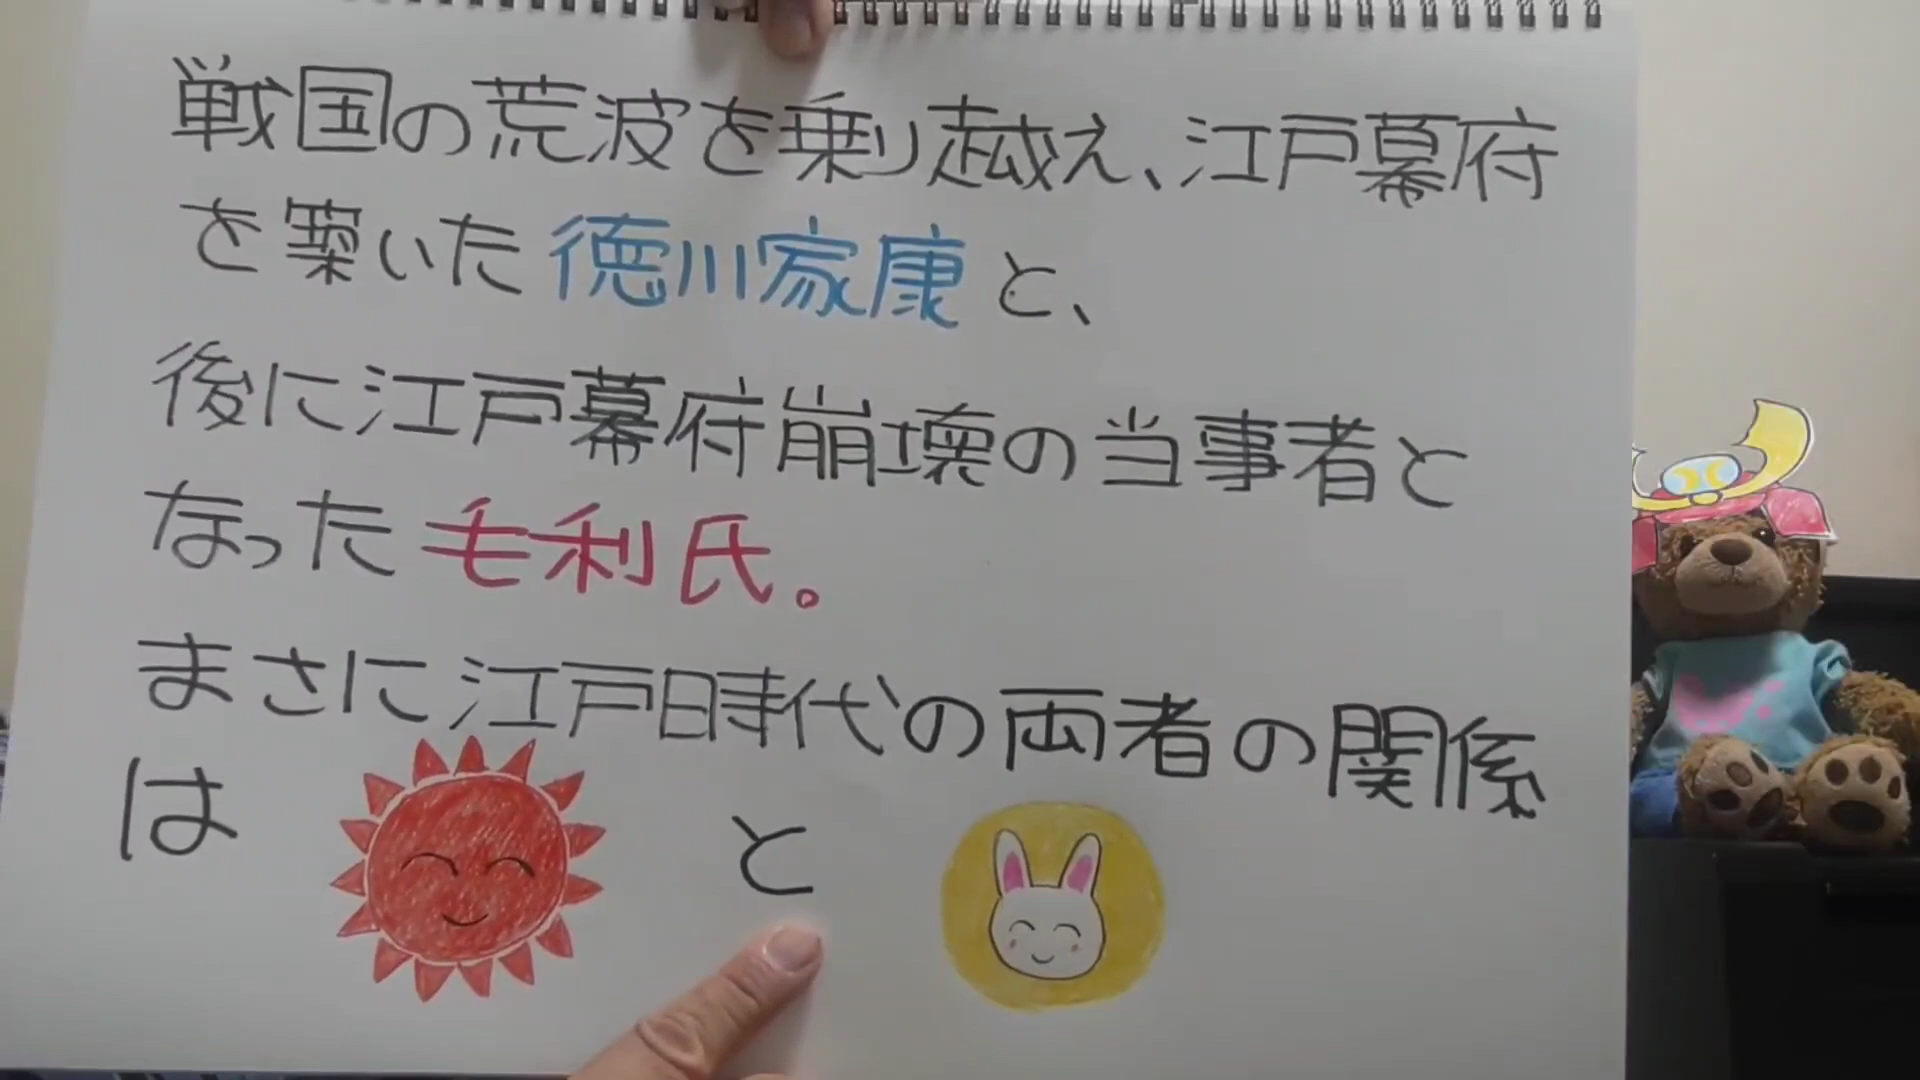 戦国の荒波を乗り越え、江戸幕府
を築いた徳川家康と、
後に江戸幕府崩壊の当事者と
なった毛利氏。
まさに江戸時代の両者の関係
は と